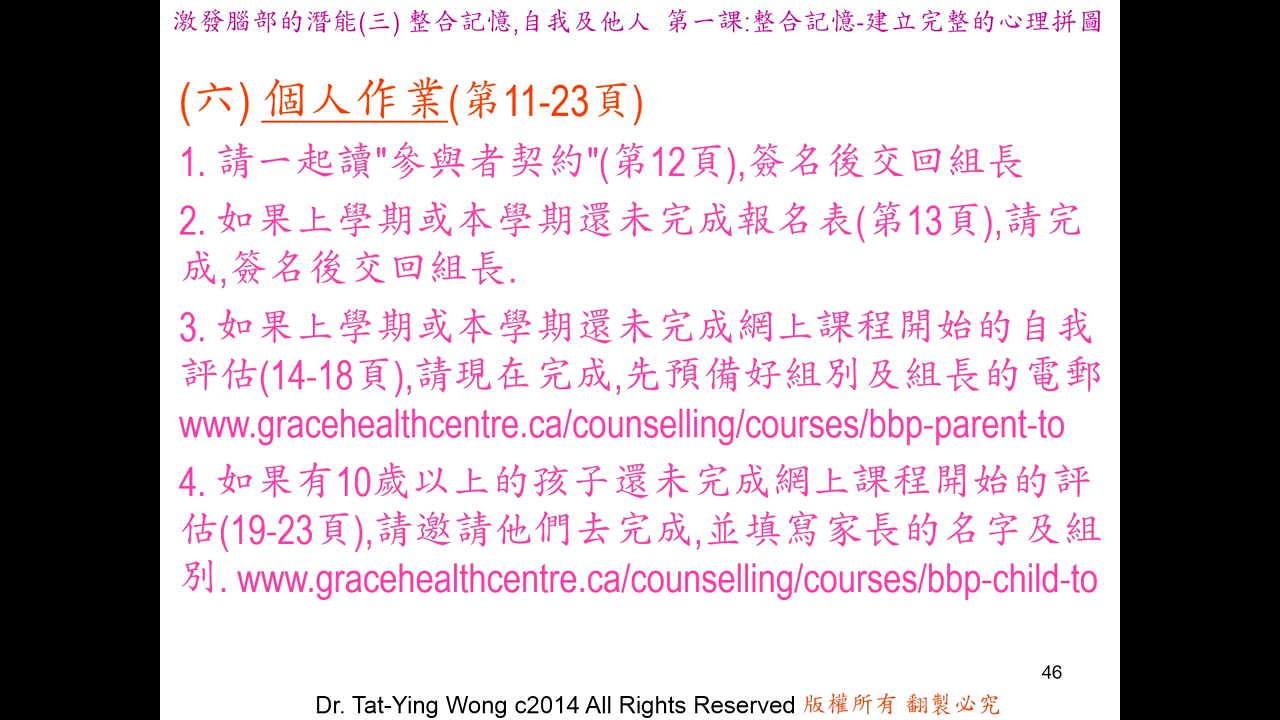 激發腦部的潛能(三) 整合記憶,自我及他人 第一課:整合記憶-建立完整的心理拼圖
(六) 個人作業(第11-23頁)
1. 請一起讀"參與者契約"(第12頁),簽名後交回組長
2. 如果上學期或本學期還未完成報名表(第13頁),請完
成,簽名後交回組長.
3. 如果上學期或本學期還未完成網上課程開始的自我
評估(14-18頁),請現在完成,先預備好組別及組長的電郵
www.gracehealthcentre.ca/counselling/courses/bbp-parent-to
4. 如果有10歲以上的孩子還未完成網上課程開始的評
估(19-23頁),請邀請他們去完成,並填寫家長的名字及組
別. www.gracehealthcentre.ca/counselling/courses/bbp-child-to
46
Dr. Tat-Ying Wong c2014 All Rights Reserved 版權所有 翻製必究